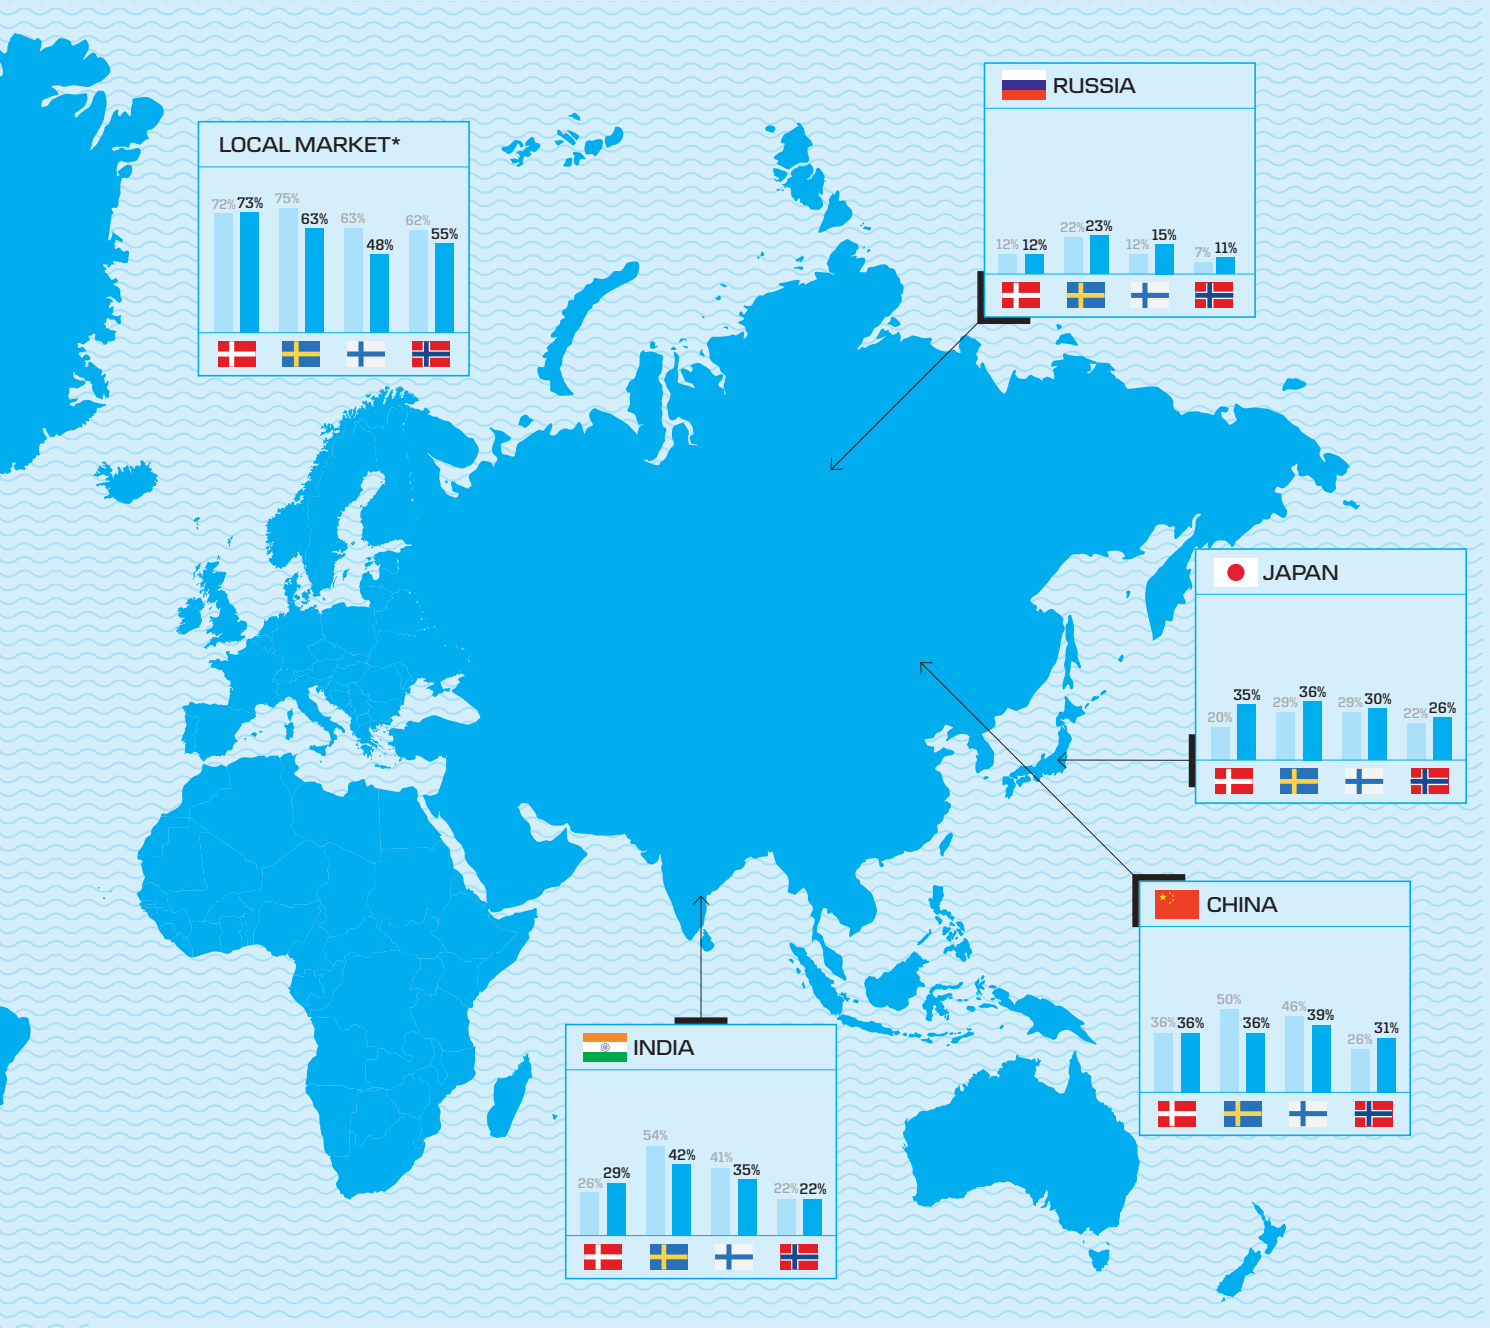 RUSSIA
12% 12% 22% 23% 12% 15% 7% 11%
LOCAL MARKET*
72% 73% 75% 63% 63% 48% 62% 55%
JAPAN
20% 35% 29% 36% 29% 30% 22% 26%
CHINA
36% 36% 50% 36% 46% 39% 26% 31%
INDIA
26% 29% 54% 42% 41% 35% 22% 22%